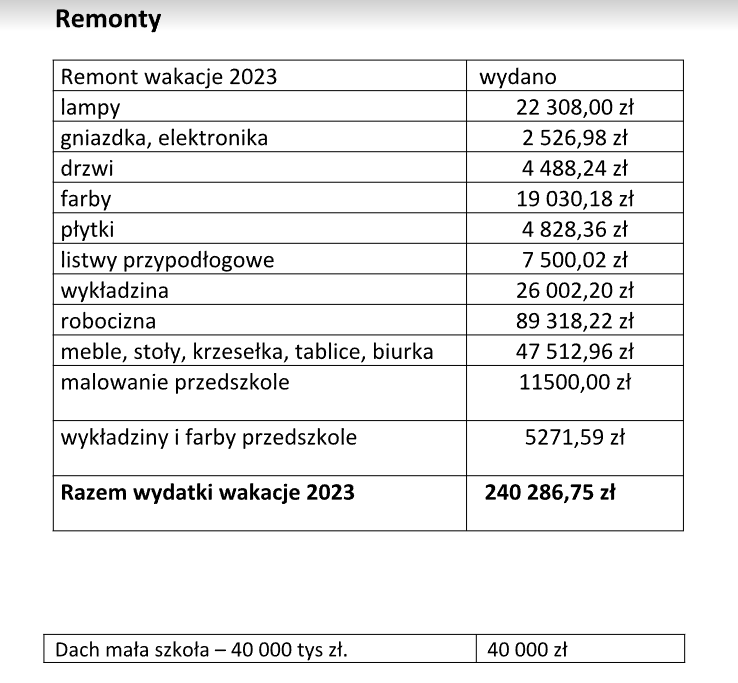 Remonty
Remont wakacje 2023 wydano
lampy 22 308,00 zł
gniazdka, elektronika 2 526,98 zł
drzwi 4 488,24 zł
farby 19 030,18 zł
płytki 4 828,36 zł
listwy przypodłogowe 7 500,02 zł
wykładzina 26 002,20 zł
robocizna 89 318,22 zł
meble, stoły, krzesełka, tablice, biurka 47 512,96 zł
malowanie przedszkole 11500,00 zł
wykładziny i farby przedszkole 5271,59 zł
Razem wydatki wakacje 2023 240 286,75 zł
Dach mała szkoła – 40 000 tys zł. 40 000 zł